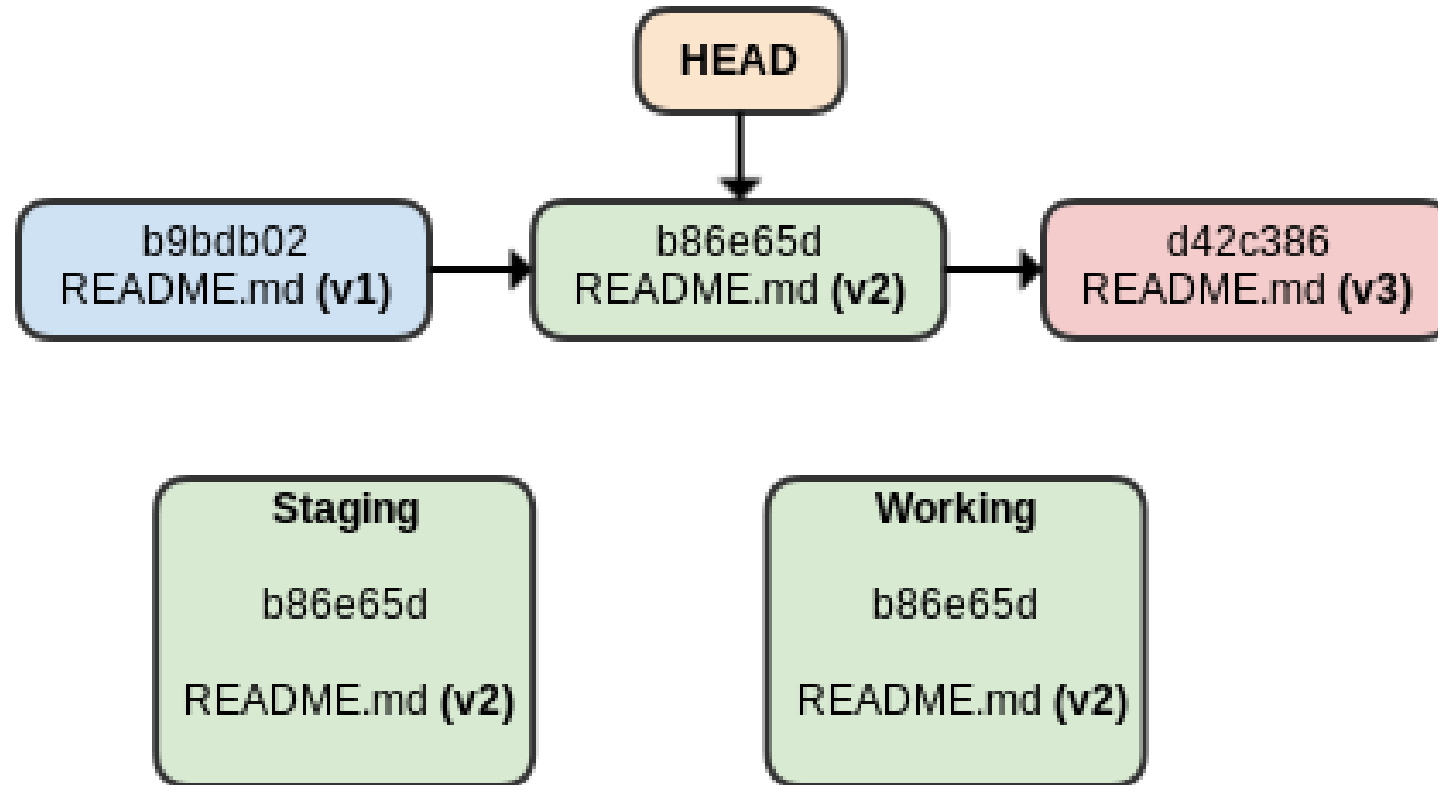 HEAD
b9bdb02
README.md (v1)
b86e65d
README.md (v2)
d42c386
README.md (v3)
Staging
b86e65d
README.md (v2)
Working
b86e65d
README.md (v2)